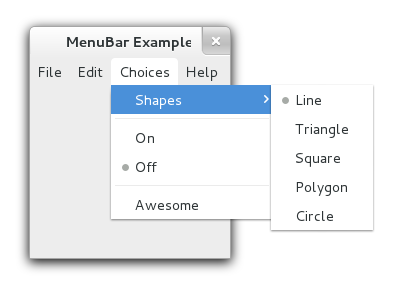 MenuBar Example
File Edit Choices Help
Shapes
On
Off
Awesome
Line
Triangle
Square
Polygon
Circle